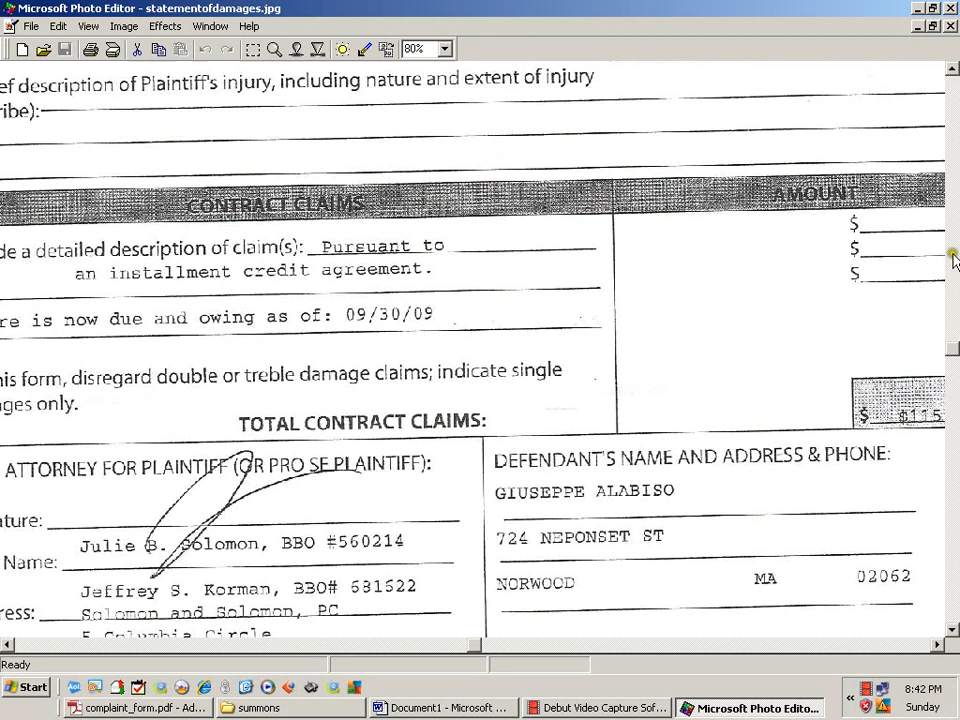 Microsoft Photo Editor - statementofdamages.jpg
File Edit View Image Effects Window Help
80%
ef description of Plaintiff's injury, including nature and extent of injury
ribe):
CONTRACT CLAIMS
AMOUNT
de a detailed description of claim(s): Pursuant to
an installment credit agreement.
$
$
$
re is now due and owing as of: 09/30/09
his form, disregard double or treble damage claims; indicate single
ages only.
TOTAL CONTRACT CLAIMS:
$ $115
ATTORNEY FOR PLAINTIFF (OR PRO SE PLAINTIFF):
DEFENDANT'S NAME AND ADDRESS & PHONE:
GIUSEPPE ALABISO
ature:
Julie B. Solomon, BBO #560214
724 NEPONSET ST
Name:
Jeffrey S. Korman, BBO# 681622
NORWOOD MA 02062
ress:
Solomon and Solomon, PC
5 Columbia Circle
Ready
Start
8:42 PM
Sunday
complaint_form.pdf - Ad...
summons
Document1 - Microsoft ...
Debut Video Capture Sof...
Microsoft Photo Edito...